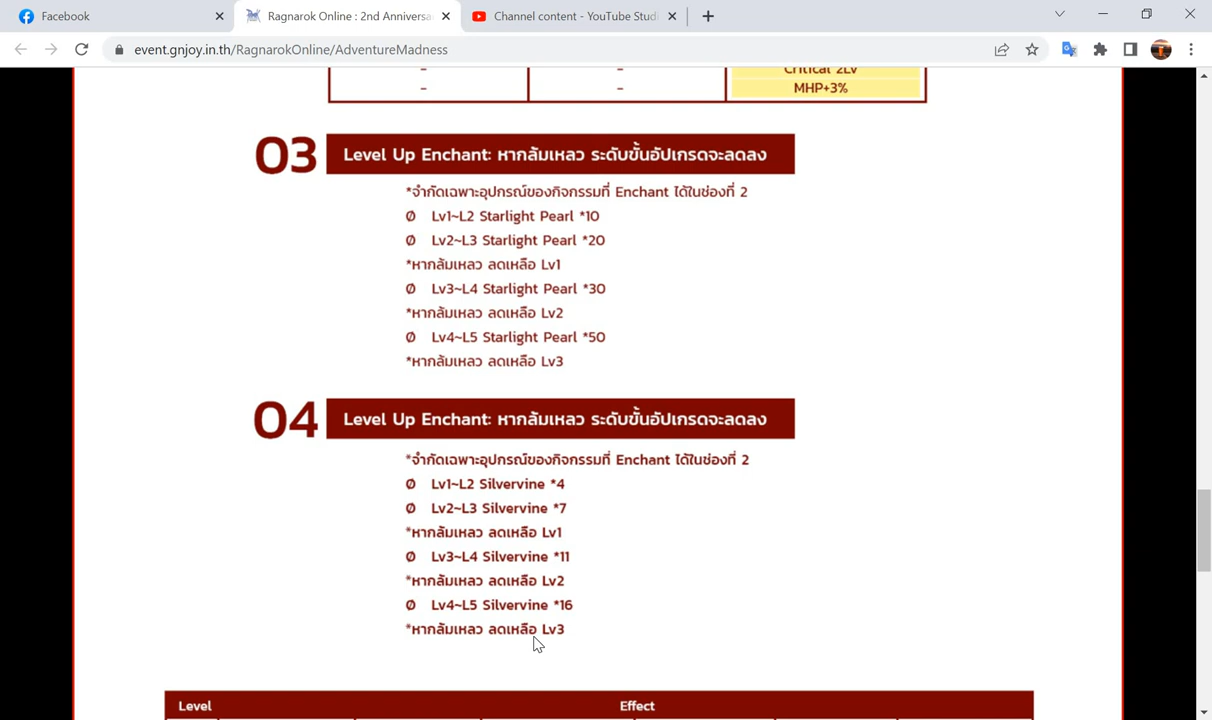 Facebook
Ragnarok Online : 2nd Anniversa
Channel content - YouTube Studi
event.gnjoy.in.th/RagnarokOnline/AdventureMadness
- - Critical 2Lv
- - MHP+3%
03 Level Up Enchant: หากล้มเหลว ระดับขั้นอัปเกรดจะลดลง
*จำกัดเฉพาะอุปกรณ์ของกิจกรรมที่ Enchant ได้ในช่องที่ 2
Ø Lv1~L2 Starlight Pearl *10
Ø Lv2~L3 Starlight Pearl *20
*หากล้มเหลว ลดเหลือ Lv1
Ø Lv3~L4 Starlight Pearl *30
*หากล้มเหลว ลดเหลือ Lv2
Ø Lv4~L5 Starlight Pearl *50
*หากล้มเหลว ลดเหลือ Lv3
04 Level Up Enchant: หากล้มเหลว ระดับขั้นอัปเกรดจะลดลง
*จำกัดเฉพาะอุปกรณ์ของกิจกรรมที่ Enchant ได้ในช่องที่ 2
Ø Lv1~L2 Silvervine *4
Ø Lv2~L3 Silvervine *7
*หากล้มเหลว ลดเหลือ Lv1
Ø Lv3~L4 Silvervine *11
*หากล้มเหลว ลดเหลือ Lv2
Ø Lv4~L5 Silvervine *16
*หากล้มเหลว ลดเหลือ Lv3
Level Effect